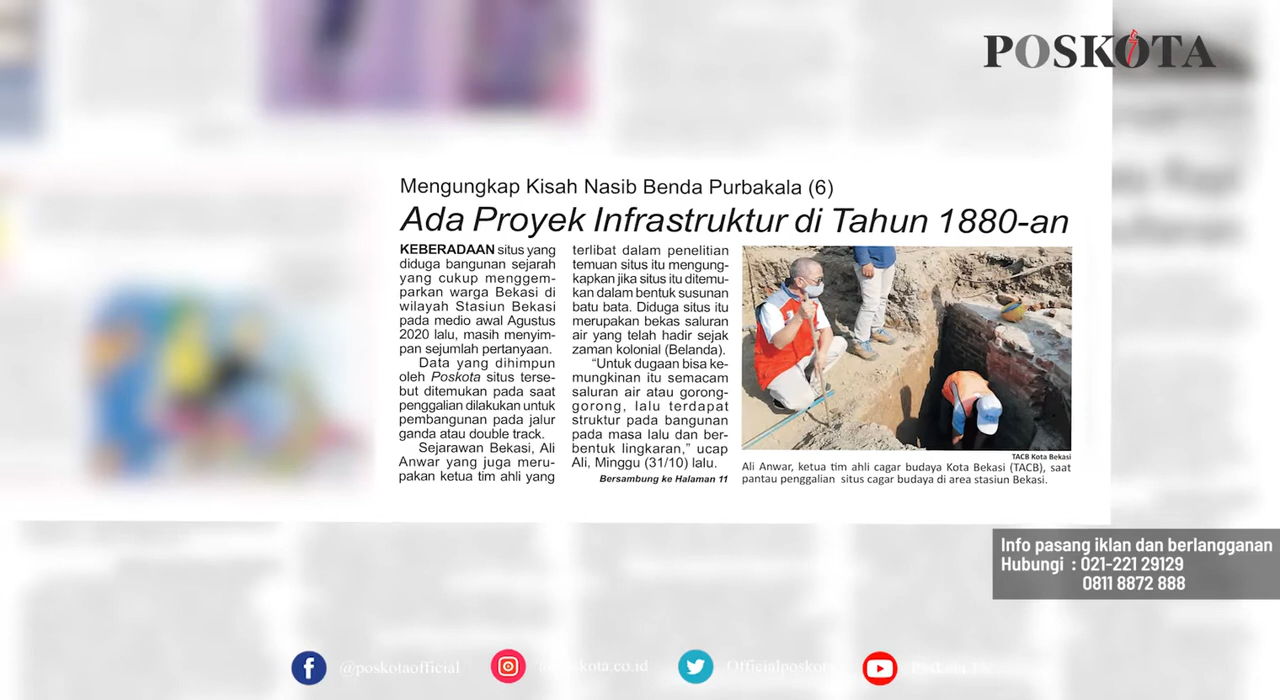 POSKOTA
Mengungkap Kisah Nasib Benda Purbakala (6)
Ada Proyek Infrastruktur di Tahun 1880-an
KEBERADAAN situs yang
diduga bangunan sejarah
yang cukup menggem-
parkan warga Bekasi di
wilayah Stasiun Bekasi
pada medio awal Agustus
2020 lalu, masih menyim-
pan sejumlah pertanyaan.
Data yang dihimpun
oleh Poskota situs terse-
but ditemukan pada saat
penggalian dilakukan untuk
pembangunan pada jalur
ganda atau double track.
Sejarawan Bekasi, Ali
Anwar yang juga meru-
pakan ketua tim ahli yang
terlibat dalam penelitian
temuan situs itu mengung-
kapkan jika situs itu ditemu-
kan dalam bentuk susunan
batu bata. Diduga situs itu
merupakan bekas saluran
air yang telah hadir sejak
zaman kolonial (Belanda).
“Untuk dugaan bisa ke-
mungkinan itu semacam
saluran air atau gorong-
gorong, lalu terdapat
struktur pada bangunan
pada masa lalu dan ber-
bentuk lingkaran,” ucap
Ali, Minggu (31/10) lalu.
Bersambung ke Halaman 11
TACB Kota Bekasi
Ali Anwar, ketua tim ahli cagar budaya Kota Bekasi (TACB), saat
pantau penggalian situs cagar budaya di area stasiun Bekasi.
Info pasang iklan dan berlangganan
Hubungi : 021-221 29129
0811 8872 888
@poskotaofficial
Officialposkota